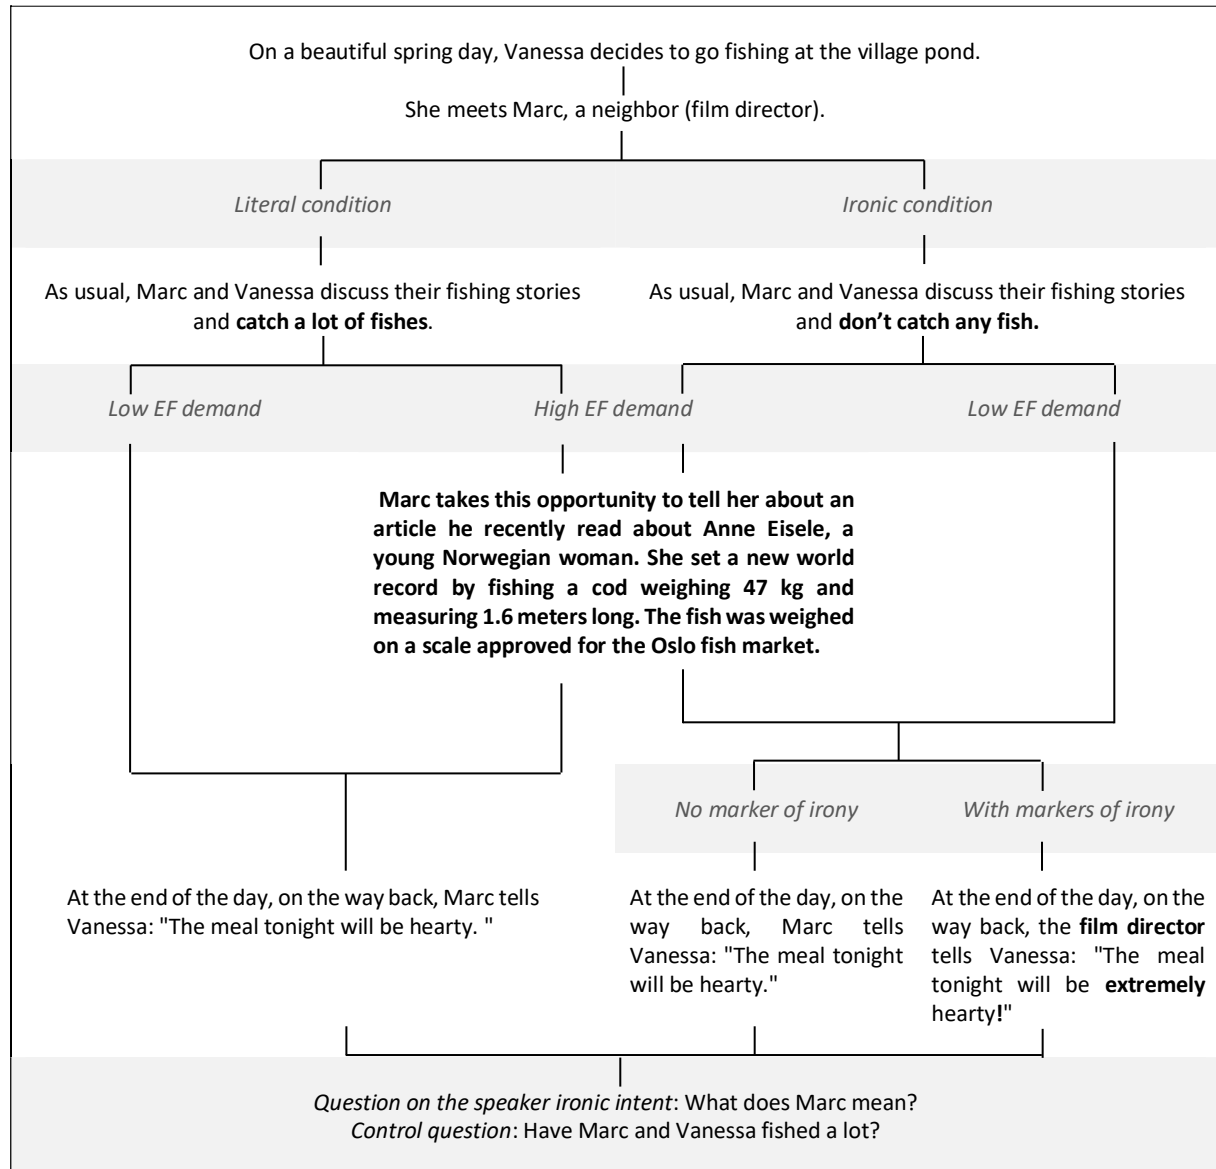 On a beautiful spring day, Vanessa decides to go fishing at the village pond.
She meets Marc, a neighbor (film director).
Literal condition
Ironic condition
As usual, Marc and Vanessa discuss their fishing stories
and catch a lot of fishes.
As usual, Marc and Vanessa discuss their fishing stories
and don’t catch any fish.
Low EF demand
High EF demand
Low EF demand
Marc takes this opportunity to tell her about an
article he recently read about Anne Eisele, a
young Norwegian woman. She set a new world
record by fishing a cod weighing 47 kg and
measuring 1.6 meters long. The fish was weighed
on a scale approved for the Oslo fish market.
No marker of irony
With markers of irony
At the end of the day, on the way back, Marc tells
Vanessa: "The meal tonight will be hearty. "
At the end of the day, on the
way back, Marc tells
Vanessa: "The meal tonight
will be hearty."
At the end of the day, on the
way back, the film director
tells Vanessa: "The meal
tonight will be extremely
hearty!"
Question on the speaker ironic intent: What does Marc mean?
Control question: Have Marc and Vanessa fished a lot?